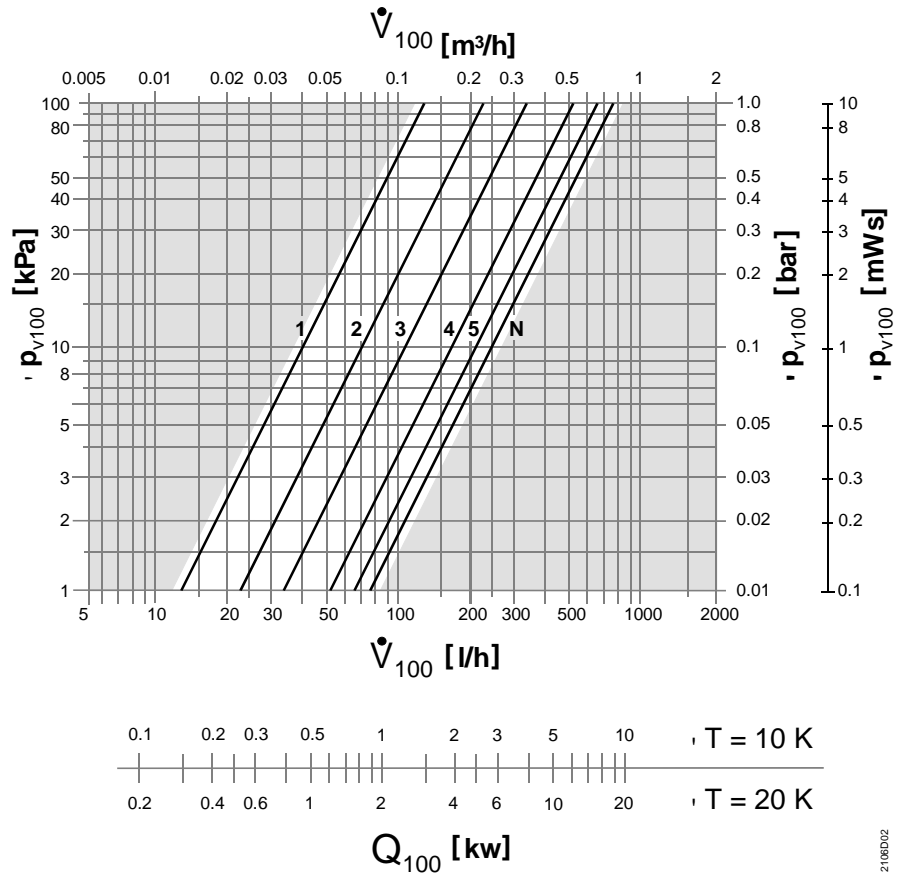 V̇100 [m³/h]
0.005 0.01 0.02 0.03 0.05 0.1 0.2 0.3 0.5 1 2
100 1.0 10
80 0.8 8
50 0.5 5
40 0.4 4
30 0.3 3
20 0.2 2
1 2 3 4 5 N
10 0.1 1
8
5 0.05 0.5
3 0.03 0.3
2 0.02 0.2
1 0.01 0.1
' pv100 [kPa]
' pv100 [bar]
' pv100 [mWs]
5 10 20 30 50 100 200 300 500 1000 2000
V̇100 [l/h]
0.1 0.2 0.3 0.5 1 2 3 5 10 ' T = 10 K
0.2 0.4 0.6 1 2 4 6 10 20 ' T = 20 K
Q100 [kw]
2106D02